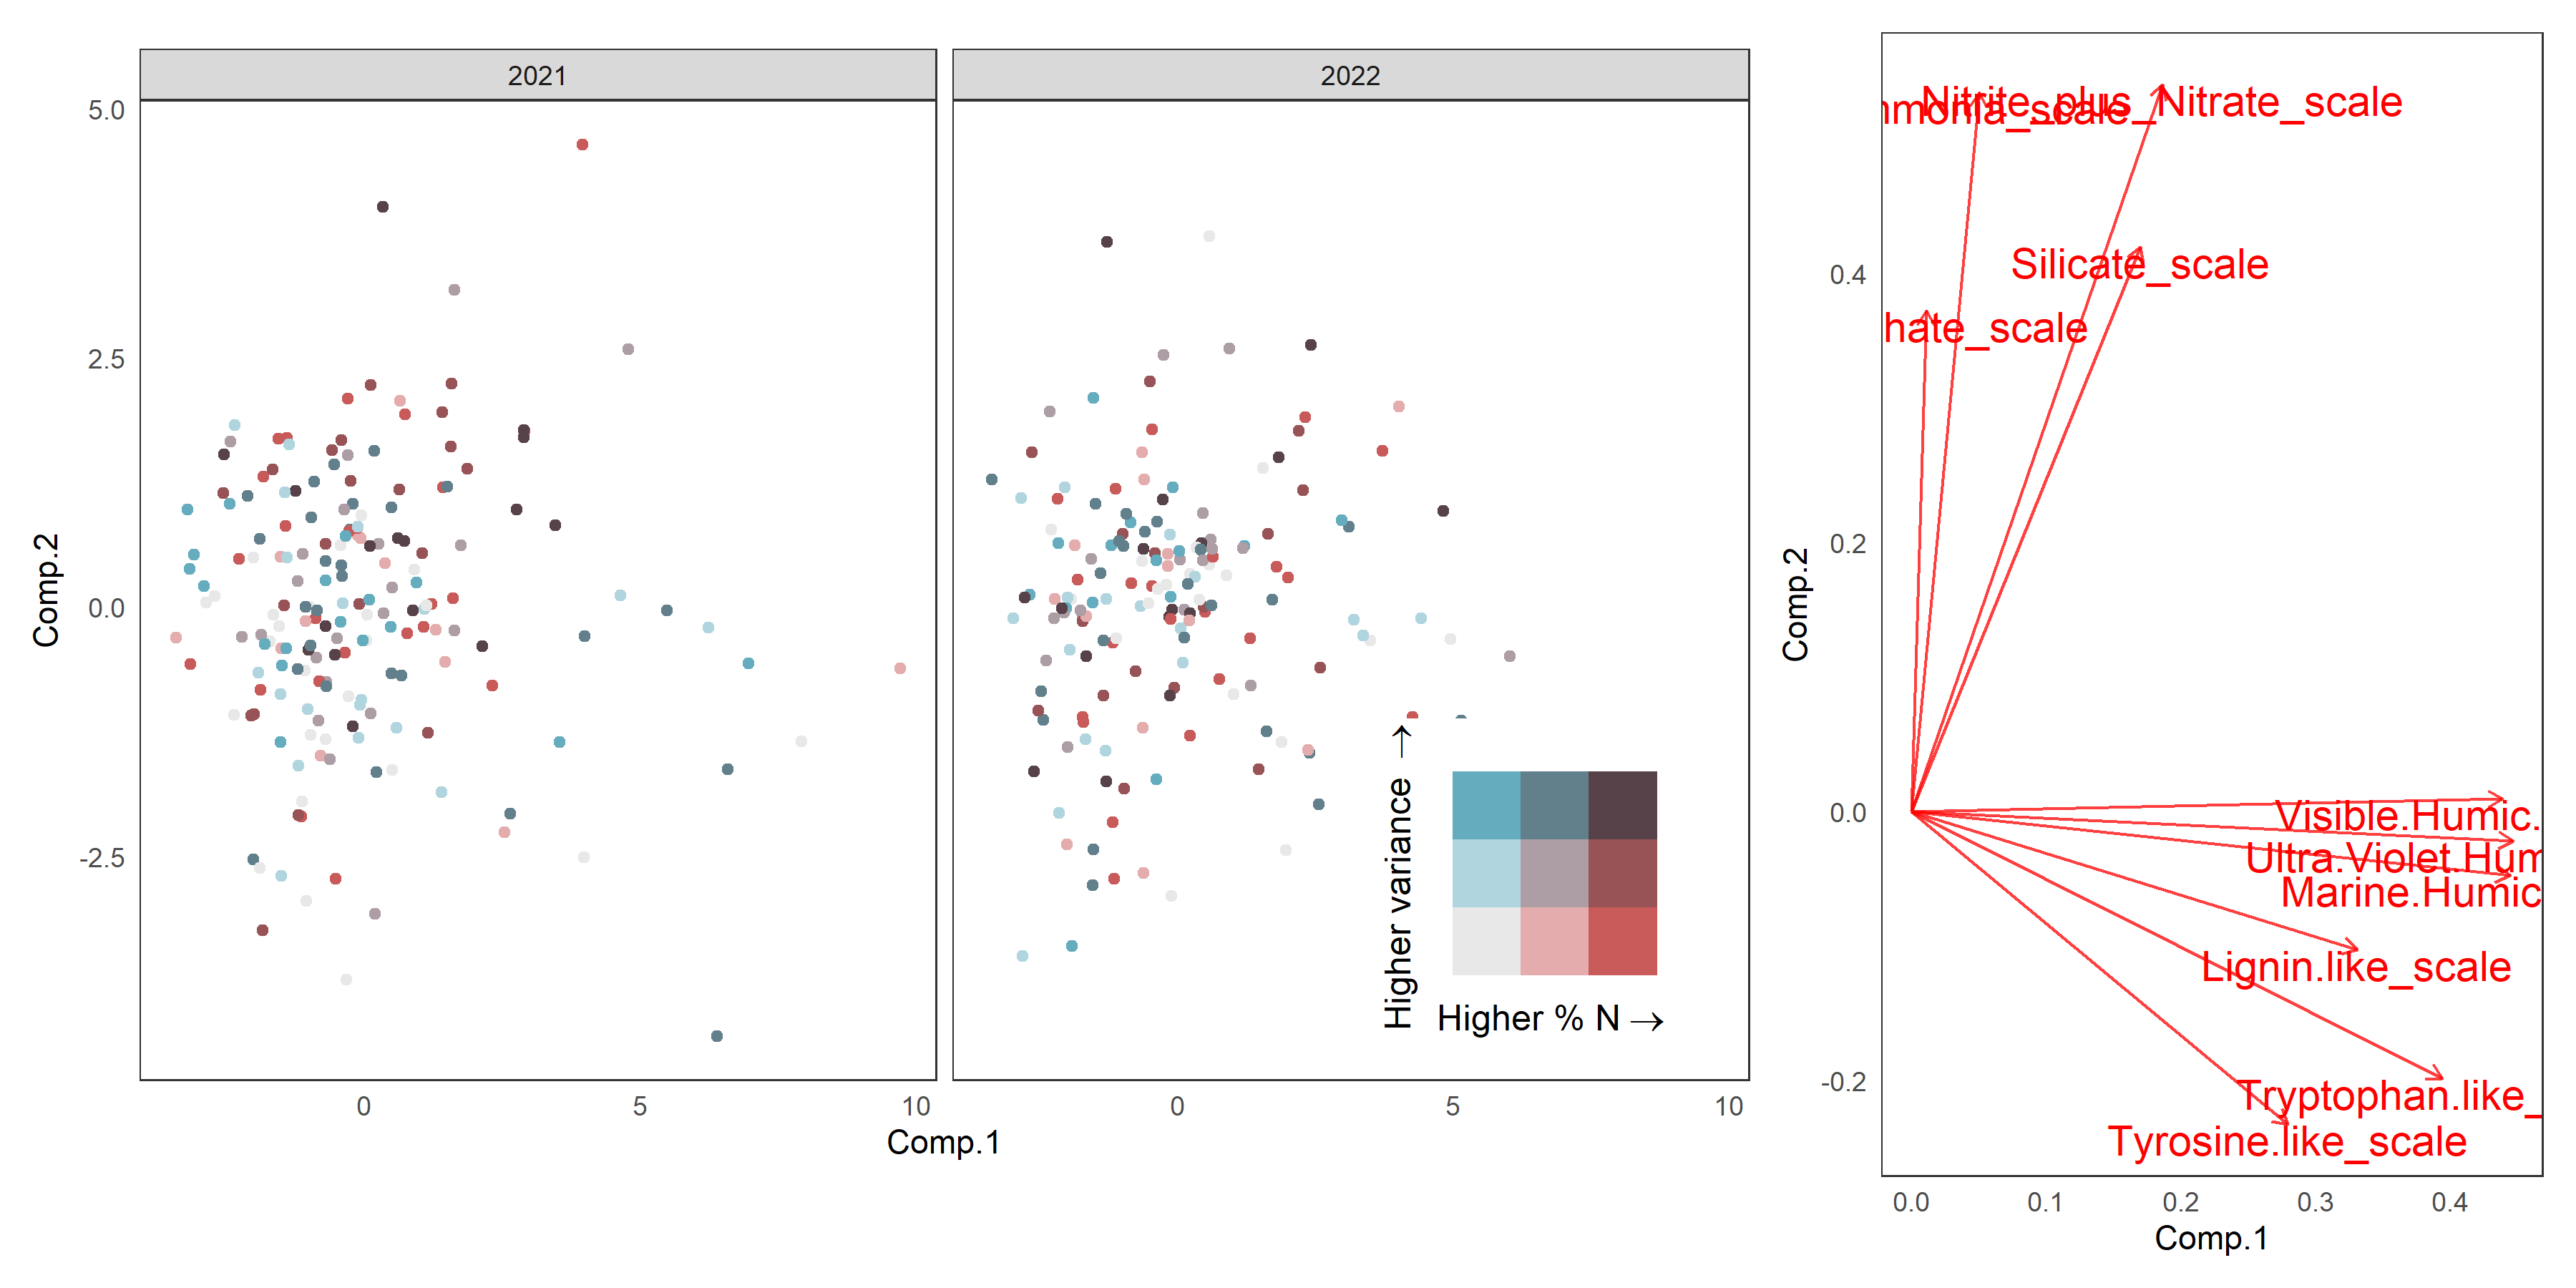 2021
2022
5.0
2.5
0.0
-2.5
Comp.2
0
5
10
0
5
10
Comp.1
Higher variance →
Higher % N →
Nitrite_plus_Nitrate_scale
mmonia_scale
Silicate_scale
hate_scale
Visible.Humic.
Ultra.Violet.Hum
Marine.Humic
Lignin.like_scale
Tryptophan.like_
Tyrosine.like_scale
0.4
0.2
0.0
-0.2
Comp.2
0.0
0.1
0.2
0.3
0.4
Comp.1